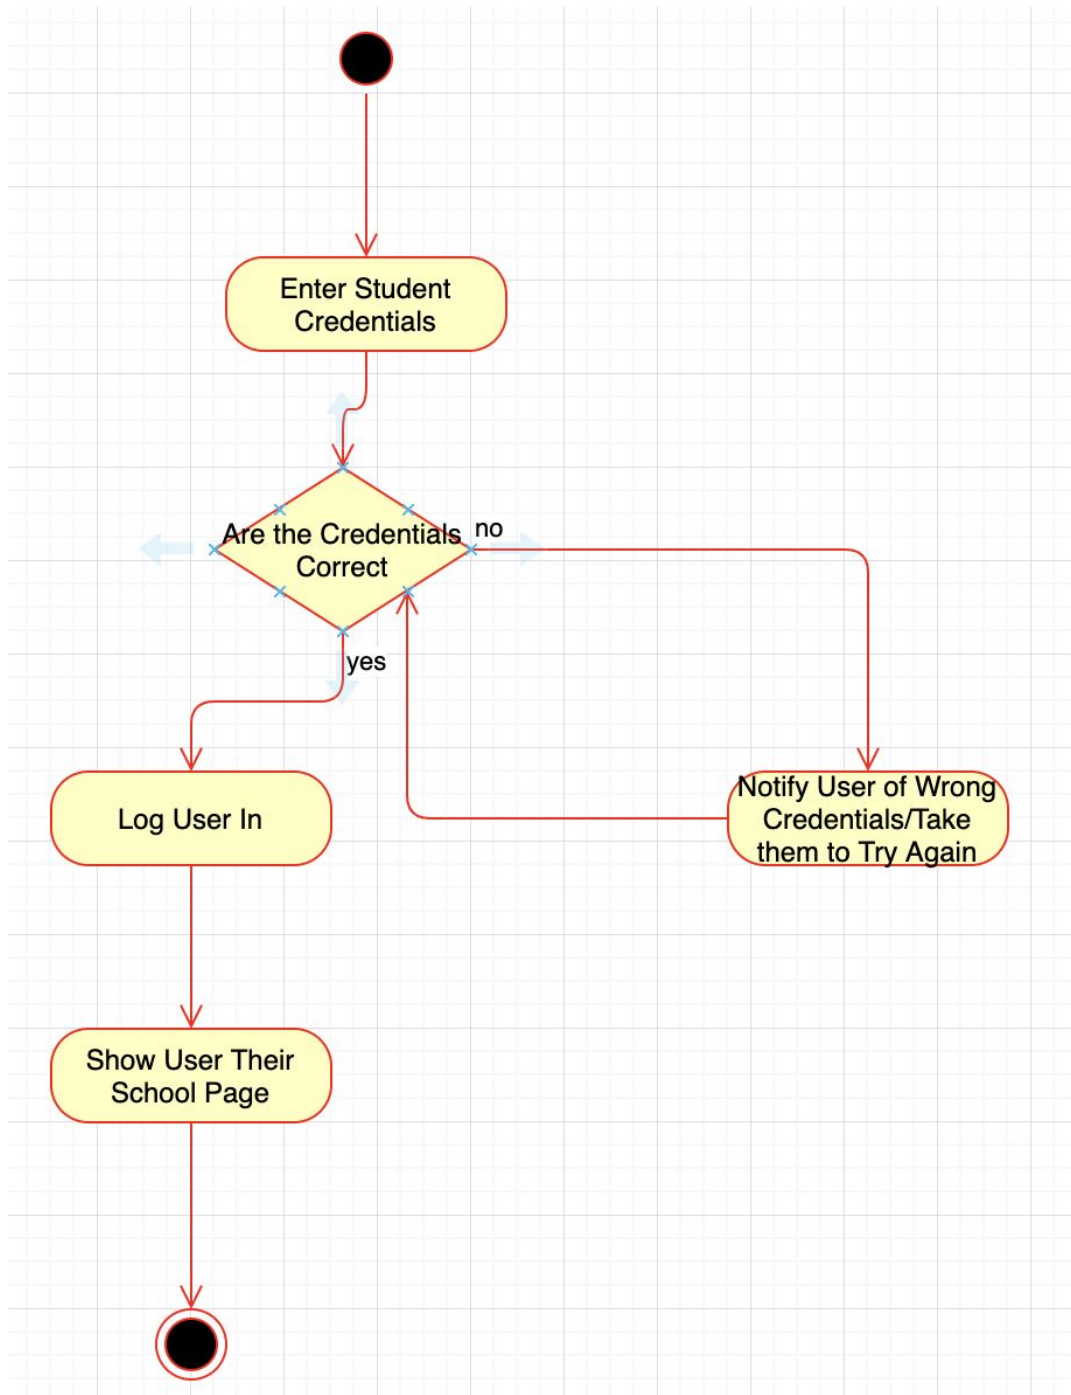 Enter Student
Credentials
Are the Credentials
Correct
no
yes
Log User In
Notify User of Wrong
Credentials/Take
them to Try Again
Show User Their
School Page